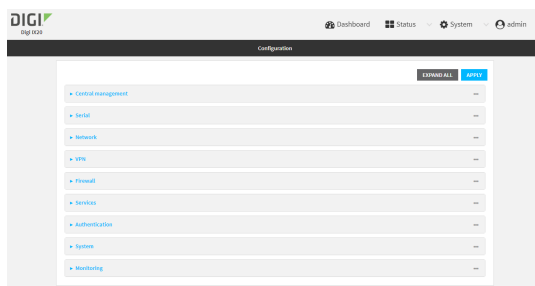 DIGI
Digi IX20
Dashboard
Status
System
admin
Configuration
EXPAND ALL
APPLY
Central management
Serial
Network
VPN
Firewall
Services
Authentication
System
Monitoring